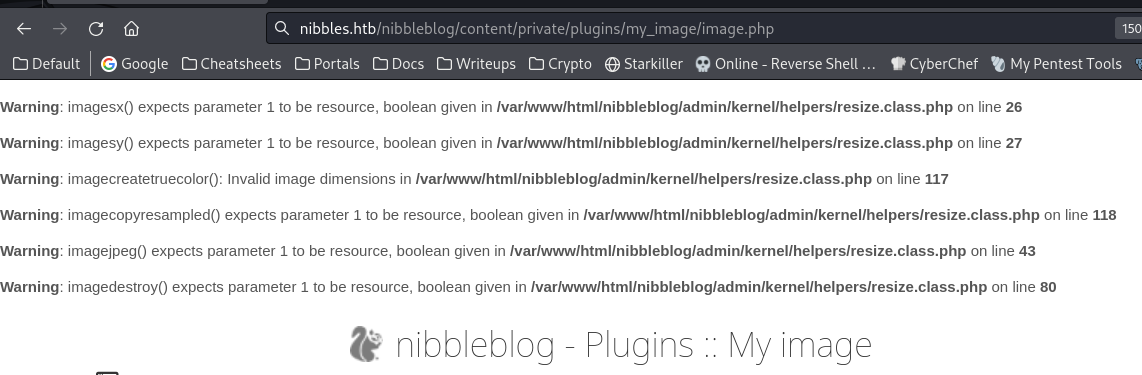 nibbles.htb/nibbleblog/content/private/plugins/my_image/image.php 150
Default Google Cheatsheets Portals Docs Writeups Crypto Starkiller Online - Reverse Shell … CyberChef My Pentest Tools
Warning: imagesx() expects parameter 1 to be resource, boolean given in /var/www/html/nibbleblog/admin/kernel/helpers/resize.class.php on line 26
Warning: imagesy() expects parameter 1 to be resource, boolean given in /var/www/html/nibbleblog/admin/kernel/helpers/resize.class.php on line 27
Warning: imagecreatetruecolor(): Invalid image dimensions in /var/www/html/nibbleblog/admin/kernel/helpers/resize.class.php on line 117
Warning: imagecopyresampled() expects parameter 1 to be resource, boolean given in /var/www/html/nibbleblog/admin/kernel/helpers/resize.class.php on line 118
Warning: imagejpeg() expects parameter 1 to be resource, boolean given in /var/www/html/nibbleblog/admin/kernel/helpers/resize.class.php on line 43
Warning: imagedestroy() expects parameter 1 to be resource, boolean given in /var/www/html/nibbleblog/admin/kernel/helpers/resize.class.php on line 80
nibbleblog - Plugins :: My image